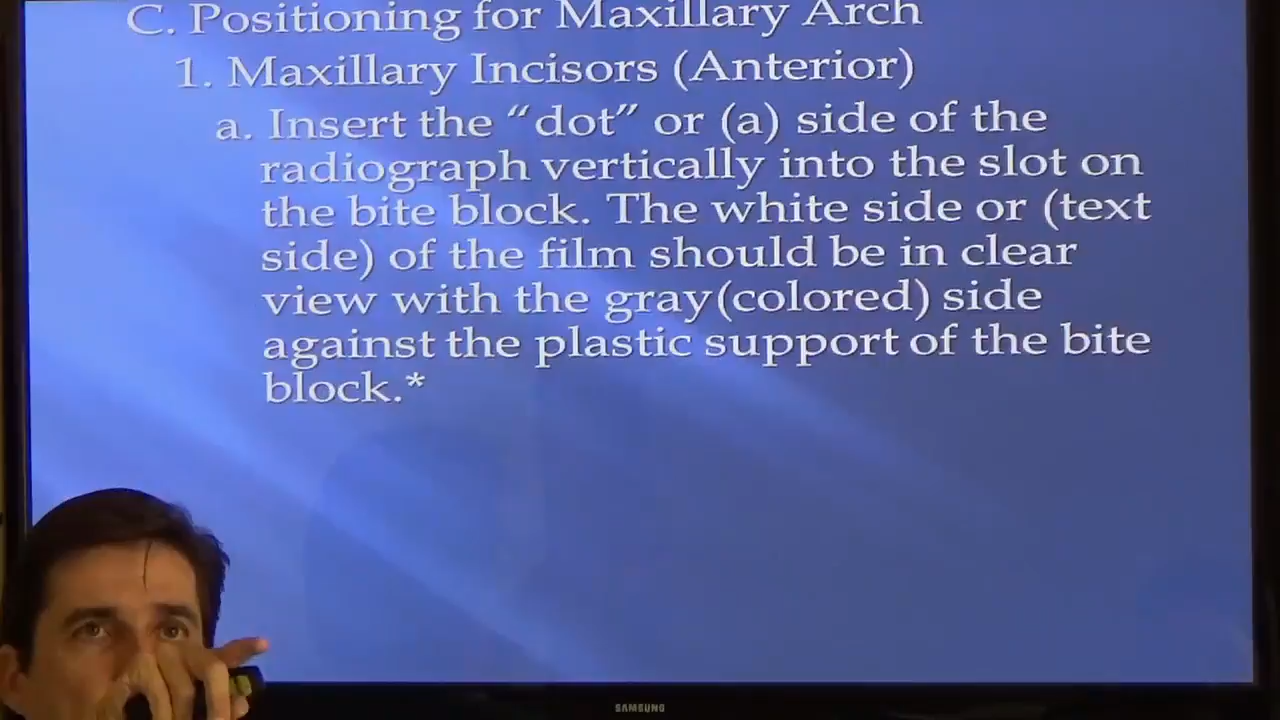 C. Positioning for Maxillary Arch
1. Maxillary Incisors (Anterior)
a. Insert the “dot” or (a) side of the
radiograph vertically into the slot on
the bite block. The white side or (text
side) of the film should be in clear
view with the gray(colored) side
against the plastic support of the bite
block.*
SAMSUNG